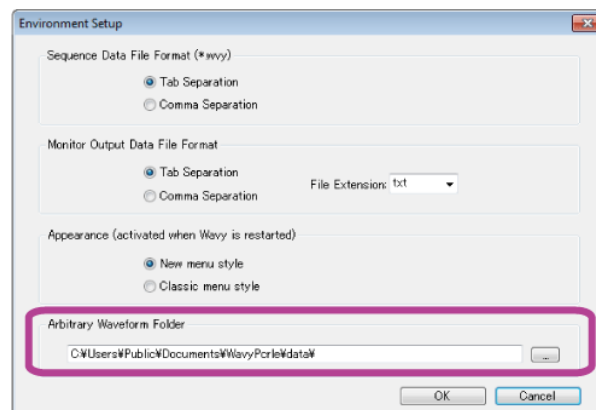 Environment Setup
Sequence Data File Format (*.wvy)
Tab Separation
Comma Separation
Monitor Output Data File Format
Tab Separation
File Extension: txt
Comma Separation
Appearance (activated when Wavy is restarted)
New menu style
Classic menu style
Arbitrary Waveform Folder
C:¥Users¥Public¥Documents¥WavyPcrle¥data¥
...
OK Cancel